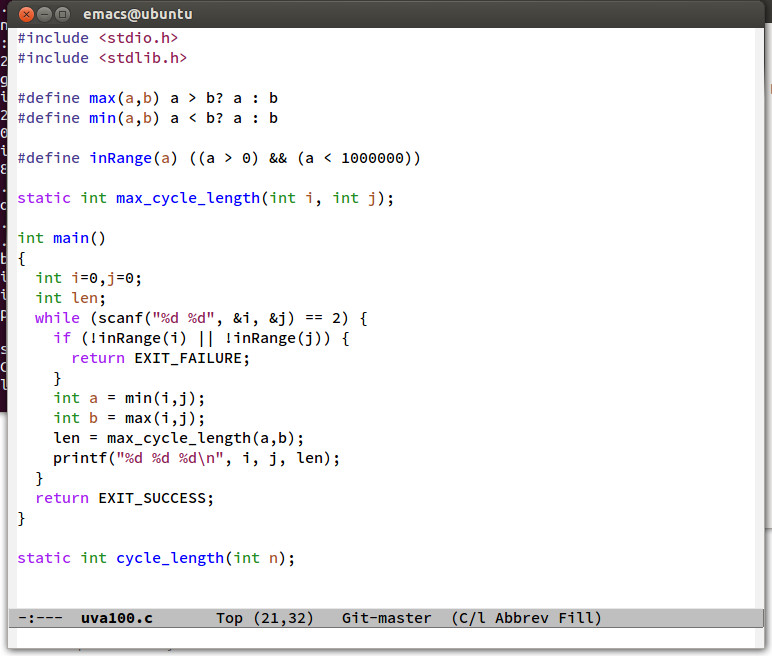 emacs@ubuntu
#include <stdio.h>
#include <stdlib.h>
#define max(a,b) a > b? a : b
#define min(a,b) a < b? a : b
#define inRange(a) ((a > 0) && (a < 1000000))
static int max_cycle_length(int i, int j);
int main()
{
  int i=0,j=0;
  int len;
  while (scanf("%d %d", &i, &j) == 2) {
    if (!inRange(i) || !inRange(j)) {
      return EXIT_FAILURE;
    }
    int a = min(i,j);
    int b = max(i,j);
    len = max_cycle_length(a,b);
    printf("%d %d %d\n", i, j, len);
  }
  return EXIT_SUCCESS;
}
static int cycle_length(int n);
-:--- uva100.c Top (21,32) Git-master (C/l Abbrev Fill)